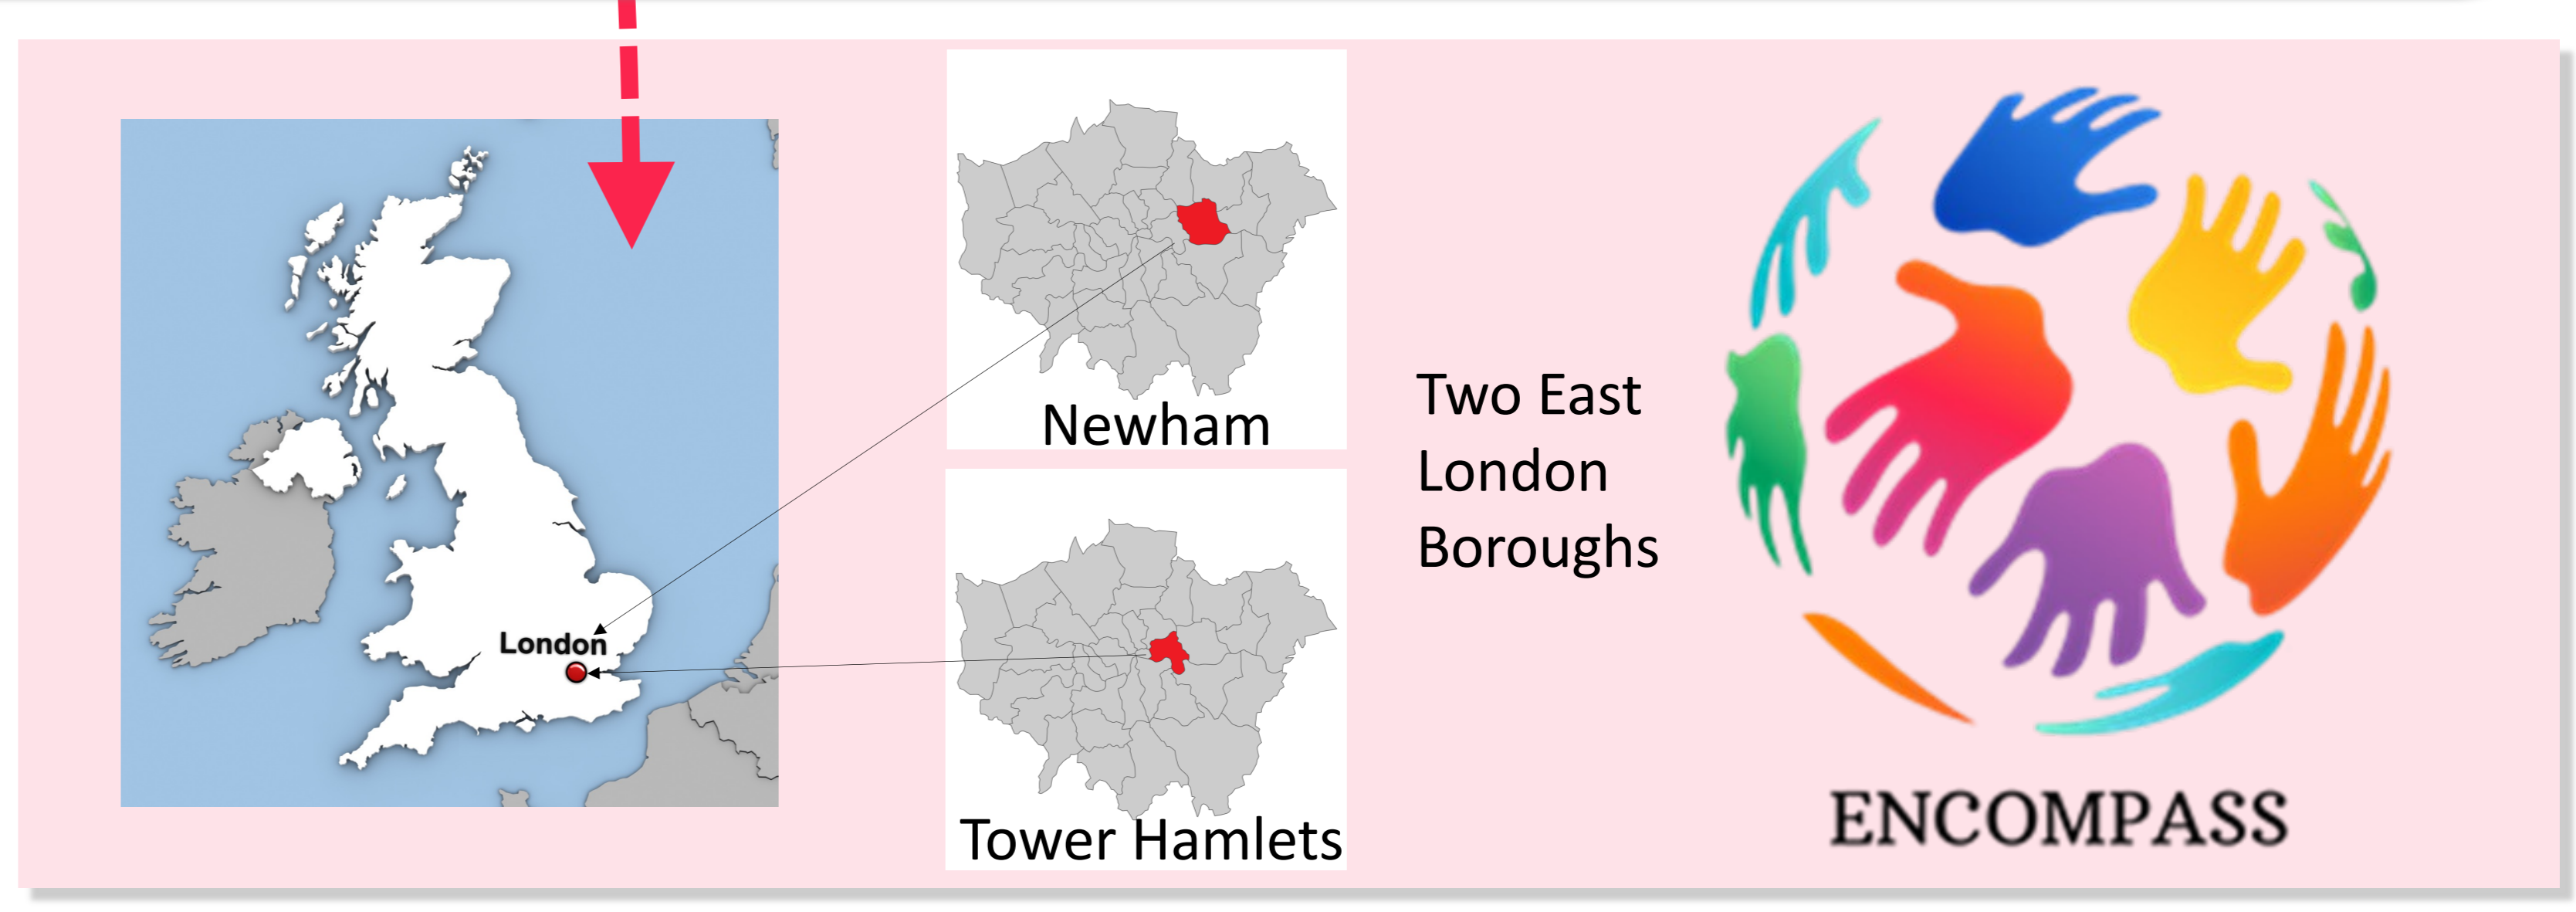 London
Newham
Tower Hamlets
Two East
London
Boroughs
ENCOMPASS